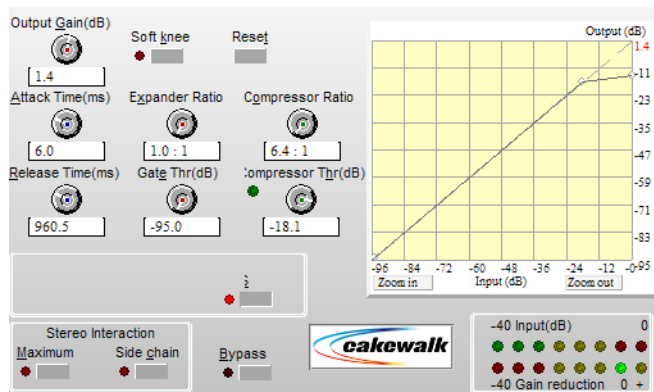 Output Gain(dB)
Soft knee
Reset
1.4
Attack Time(ms)
Expander Ratio
Compressor Ratio
6.0
1.0 : 1
6.4 : 1
Release Time(ms)
Gate Thr(dB)
Compressor Thr(dB)
960.5
-95.0
-18.1
Output (dB)
1.4
-11
-23
-35
-47
-59
-71
-83
-95
-96 -84 -72 -60 -48 -36 -24 -12 -0
Zoom in
Input (dB)
Zoom out
Stereo Interaction
Maximum
Side chain
Bypass
cakewalk
-40 Input(dB) 0
-40 Gain reduction 0 +